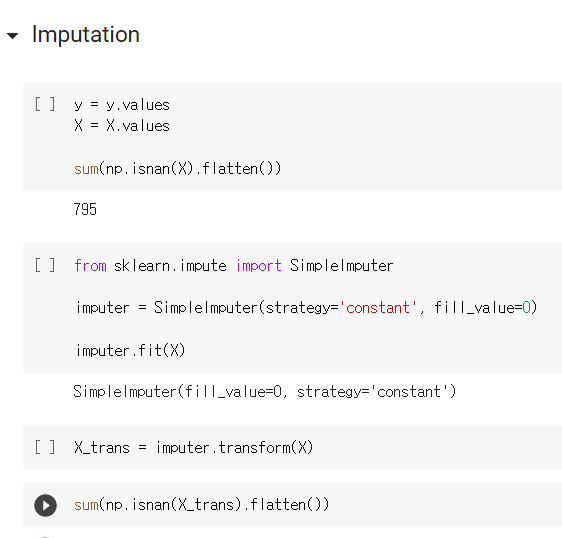 Imputation
[ ] y = y.values
X = X.values
sum(np.isnan(X).flatten())
795
[ ] from sklearn.impute import SimpleImputer
imputer = SimpleImputer(strategy='constant', fill_value=0)
imputer.fit(X)
SimpleImputer(fill_value=0, strategy='constant')
[ ] X_trans = imputer.transform(X)
sum(np.isnan(X_trans).flatten())